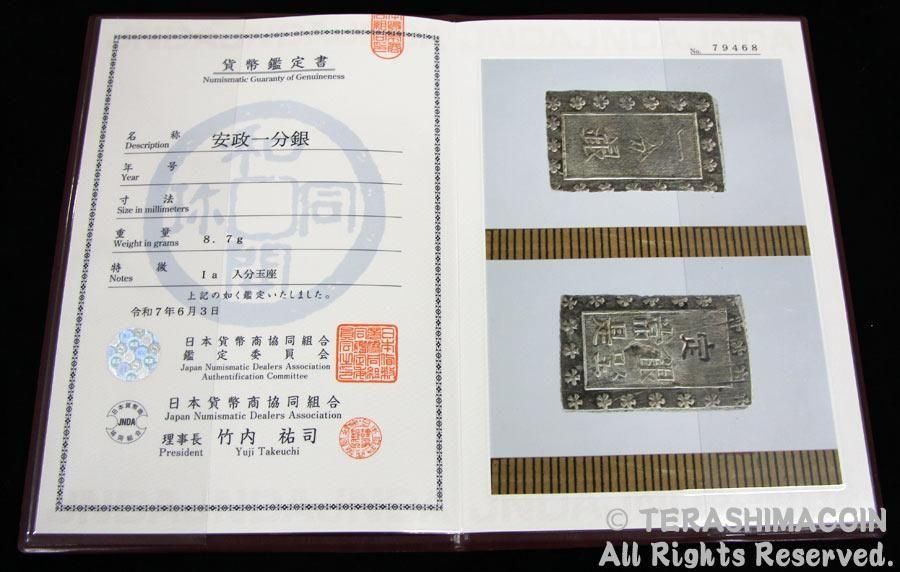 貨幣鑑定書
Numismatic Guaranty of Genuineness
名 称 安政一分銀
Description
年 号
Year
寸 法
Size in millimeters
重 量
Weight in grams 8.7g
特 徴
Notes Ia 入分玉座
上記の如く鑑定いたしました。
令和7年6月3日
日本貨幣商協同組合
鑑定委員会
Japan Numismatic Dealers Association
Authentification Committee
日本貨幣商協同組合
Japan Numismatic Dealers Association
理事長 竹内 祐司
President Yuji Takeuchi
JNDA
和同開珎
No. 79468
一分銀
定
銀座
常是
© TERASHIMACOIN
All Rights Reserved.